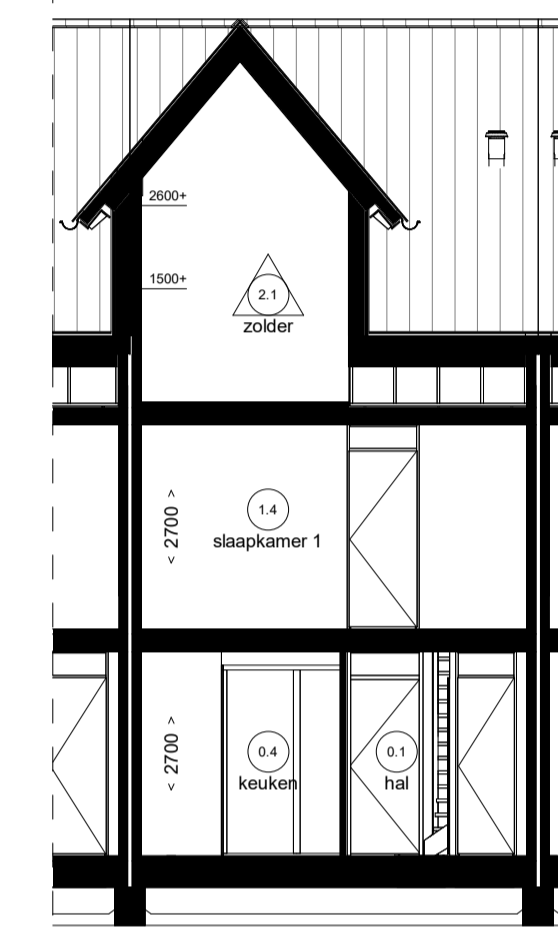 2600+
1500+
2.1
zolder
< 2700 >
1.4
slaapkamer 1
< 2700 >
0.4
keuken
0.1
hal